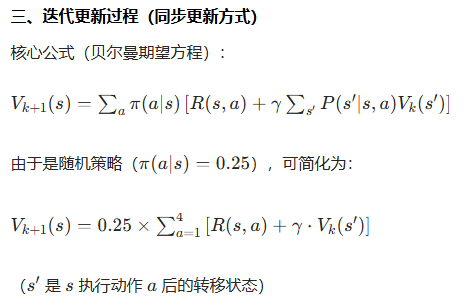 三、迭代更新过程（同步更新方式）
核心公式（贝尔曼期望方程）：
V_{k+1}(s) = ∑_a π(a|s) [R(s, a) + γ ∑_{s′} P(s′|s, a)V_k(s′)]
由于是随机策略（π(a|s) = 0.25），可简化为：
V_{k+1}(s) = 0.25 × ∑_{a=1}^{4} [R(s, a) + γ · V_k(s′)]
（s′ 是 s 执行动作 a 后的转移状态）